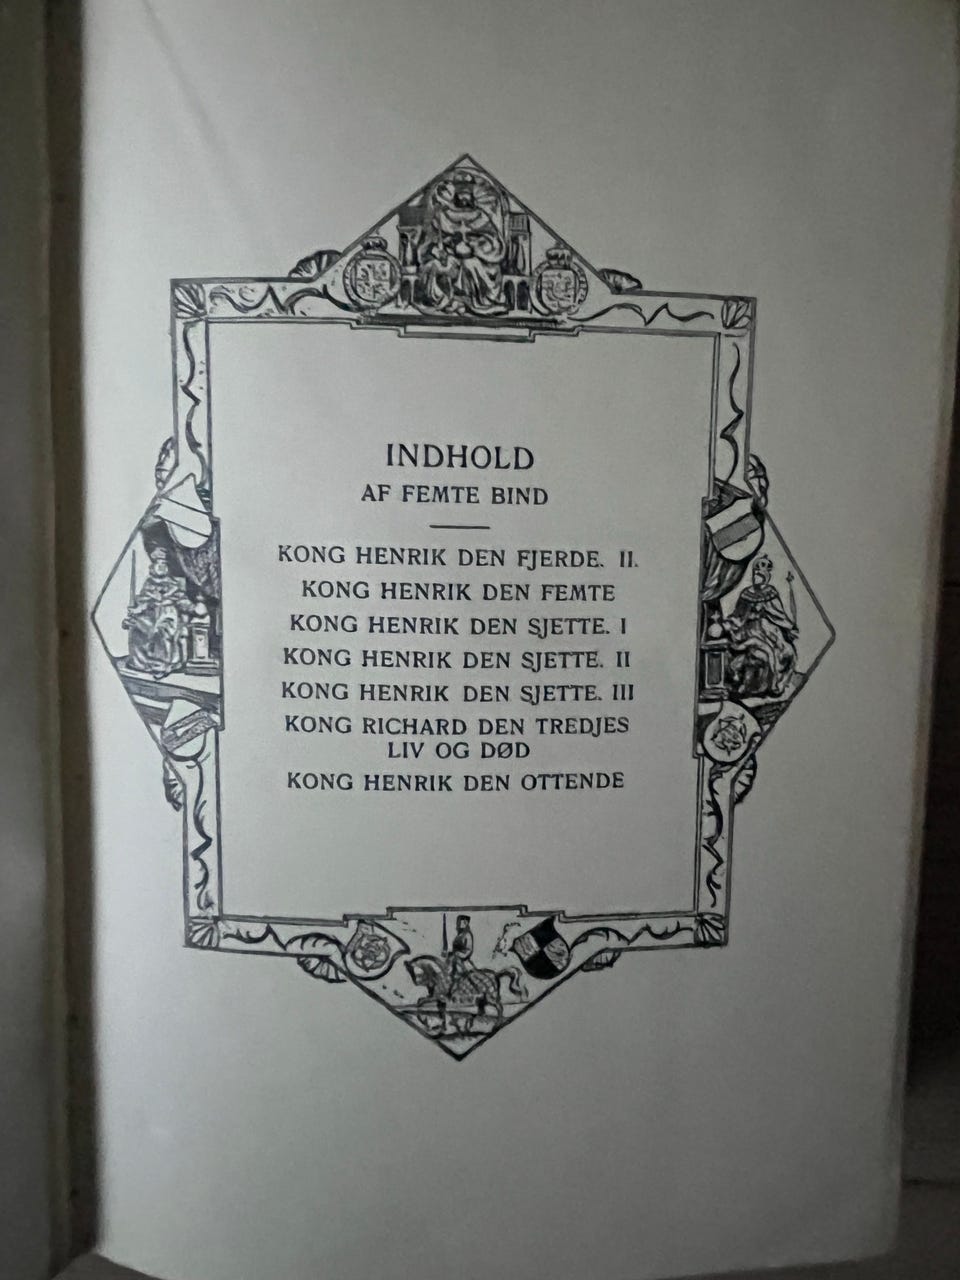 INDHOLD
AF FEMTE BIND
KONG HENRIK DEN FJERDE. II.
KONG HENRIK DEN FEMTE
KONG HENRIK DEN SJETTE. I
KONG HENRIK DEN SJETTE. II
KONG HENRIK DEN SJETTE. III
KONG RICHARD DEN TREDJES
LIV OG DØD
KONG HENRIK DEN OTTENDE